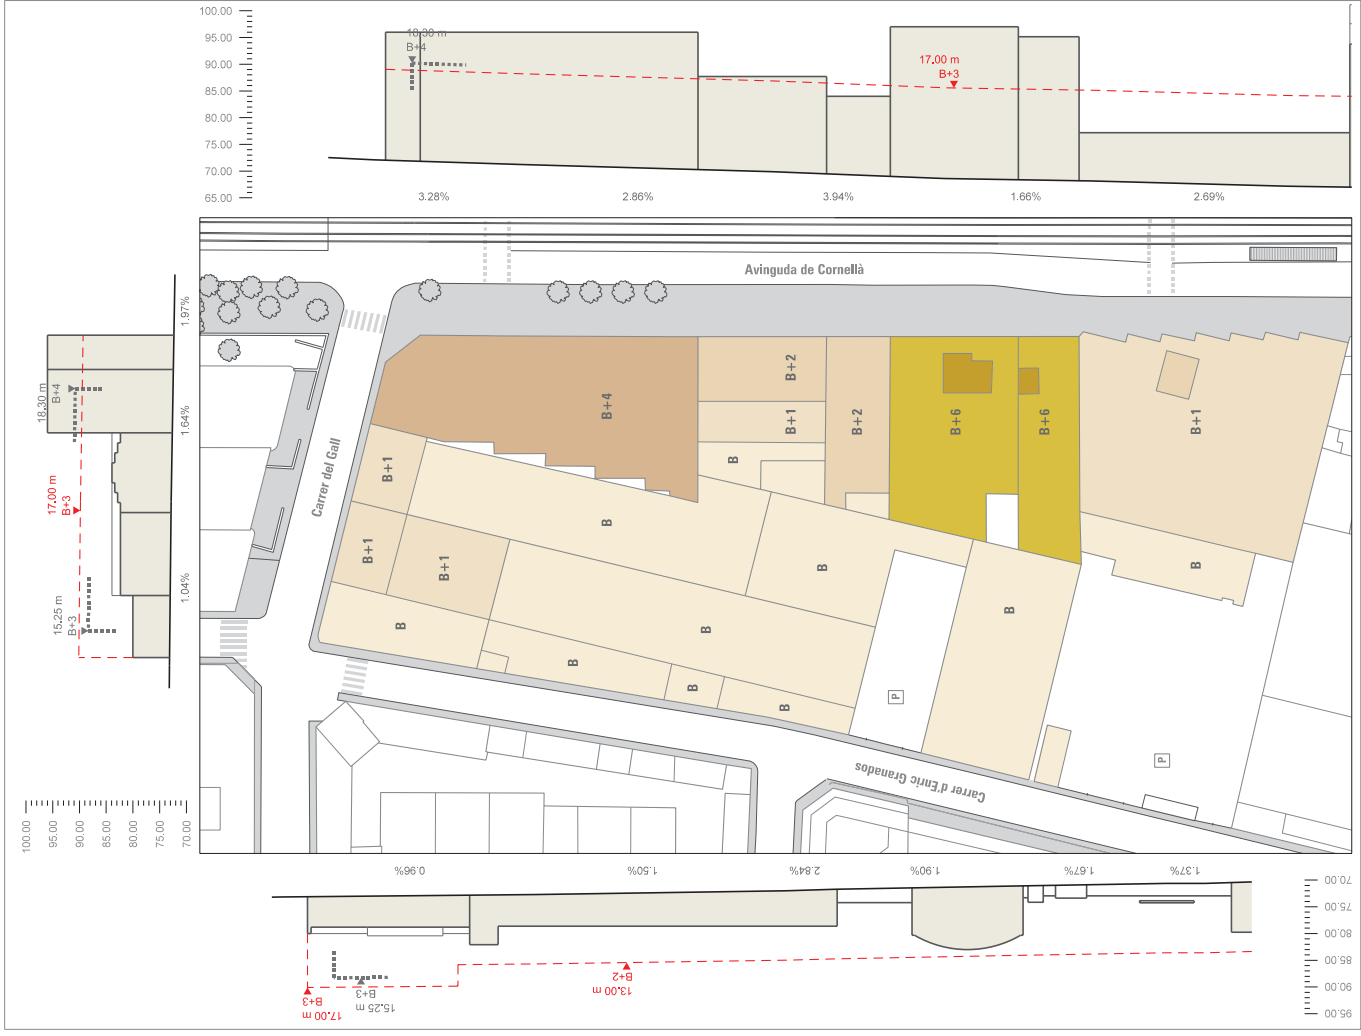 100.00
95.00
90.00
85.00
80.00
75.00
70.00
65.00
18.30 m
B+4
17.00 m
B+3
3.28%
2.86%
3.94%
1.66%
2.69%
Avinguda de Cornellà
1.97%
1.64%
1.04%
18.30 m
B+4
17.00 m
B+3
15.25 m
B+3
100.00
95.00
90.00
85.00
80.00
75.00
70.00
Carrer del Gall
B+4
B+2
B+1
B
B+2
B+6
B+6
B+1
B+1
B+1
B+1
B
B
B
B
B
B
B
B
B
B
P
P
Carrer d'Enric Granados
0.96%
1.50%
2.84%
1.90%
1.67%
1.37%
B+3
17.00 m
B+3
15.25 m
B+2
13.00 m
70.00
75.00
80.00
85.00
90.00
95.00